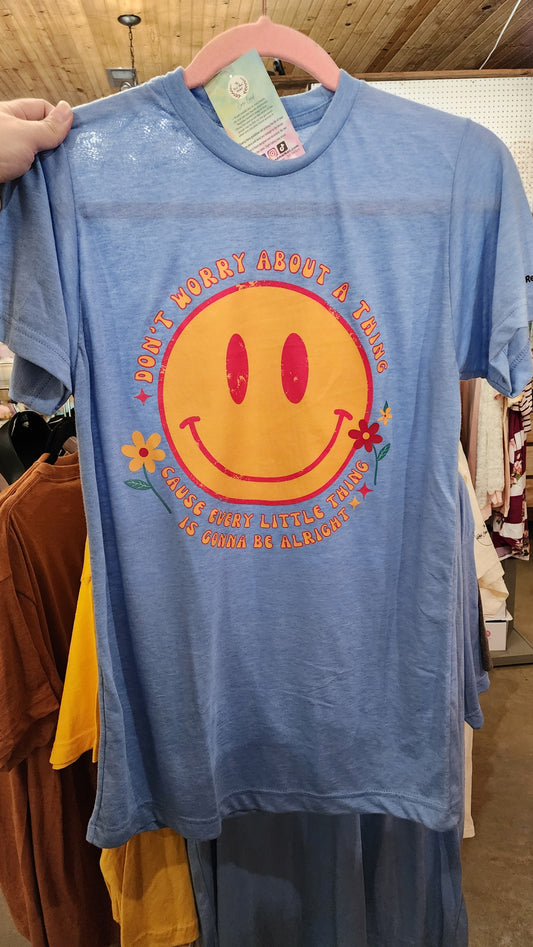 DON'T WORRY ABOUT A THING
'CAUSE EVERY LITTLE THING
IS GONNA BE ALRIGHT